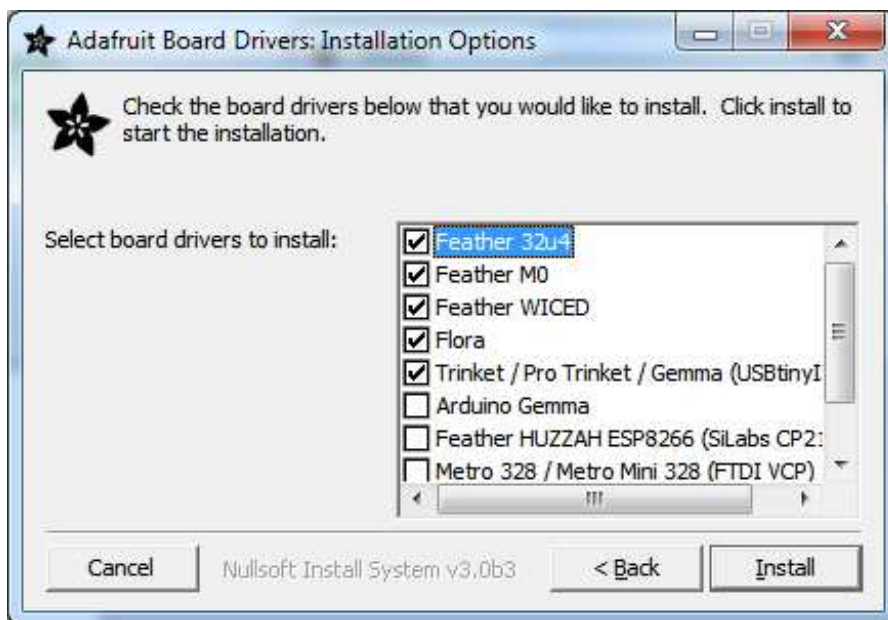 Adafruit Board Drivers: Installation Options
Check the board drivers below that you would like to install. Click install to
start the installation.
Select board drivers to install:
Feather 32u4
Feather M0
Feather WICED
Flora
Trinket / Pro Trinket / Gemma (USBtinyI
Arduino Gemma
Feather HUZZAH ESP8266 (SiLabs CP21
Metro 328 / Metro Mini 328 (FTDI VCP)
Cancel
Nullsoft Install System v3.0b3
< Back
Install